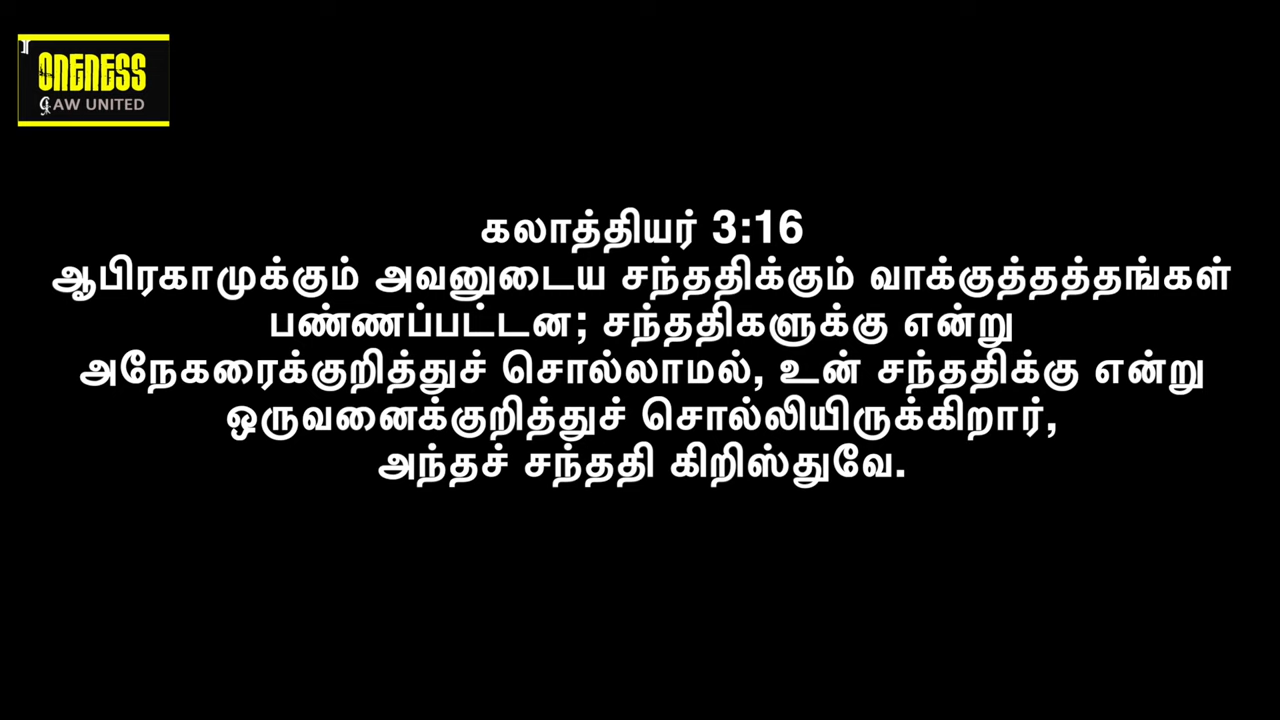 ONENESS
LAW UNITED
கலாத்தியர் 3:16
ஆபிரகாமுக்கும் அவனுடைய சந்ததிக்கும் வாக்குத்தத்தங்கள்
பண்ணப்பட்டன; சந்ததிகளுக்கு என்று
அநேகரைக்குறித்துச் சொல்லாமல், உன் சந்ததிக்கு என்று
ஒருவனைக்குறித்துச் சொல்லியிருக்கிறார்,
அந்தச் சந்ததி கிறிஸ்துவே.